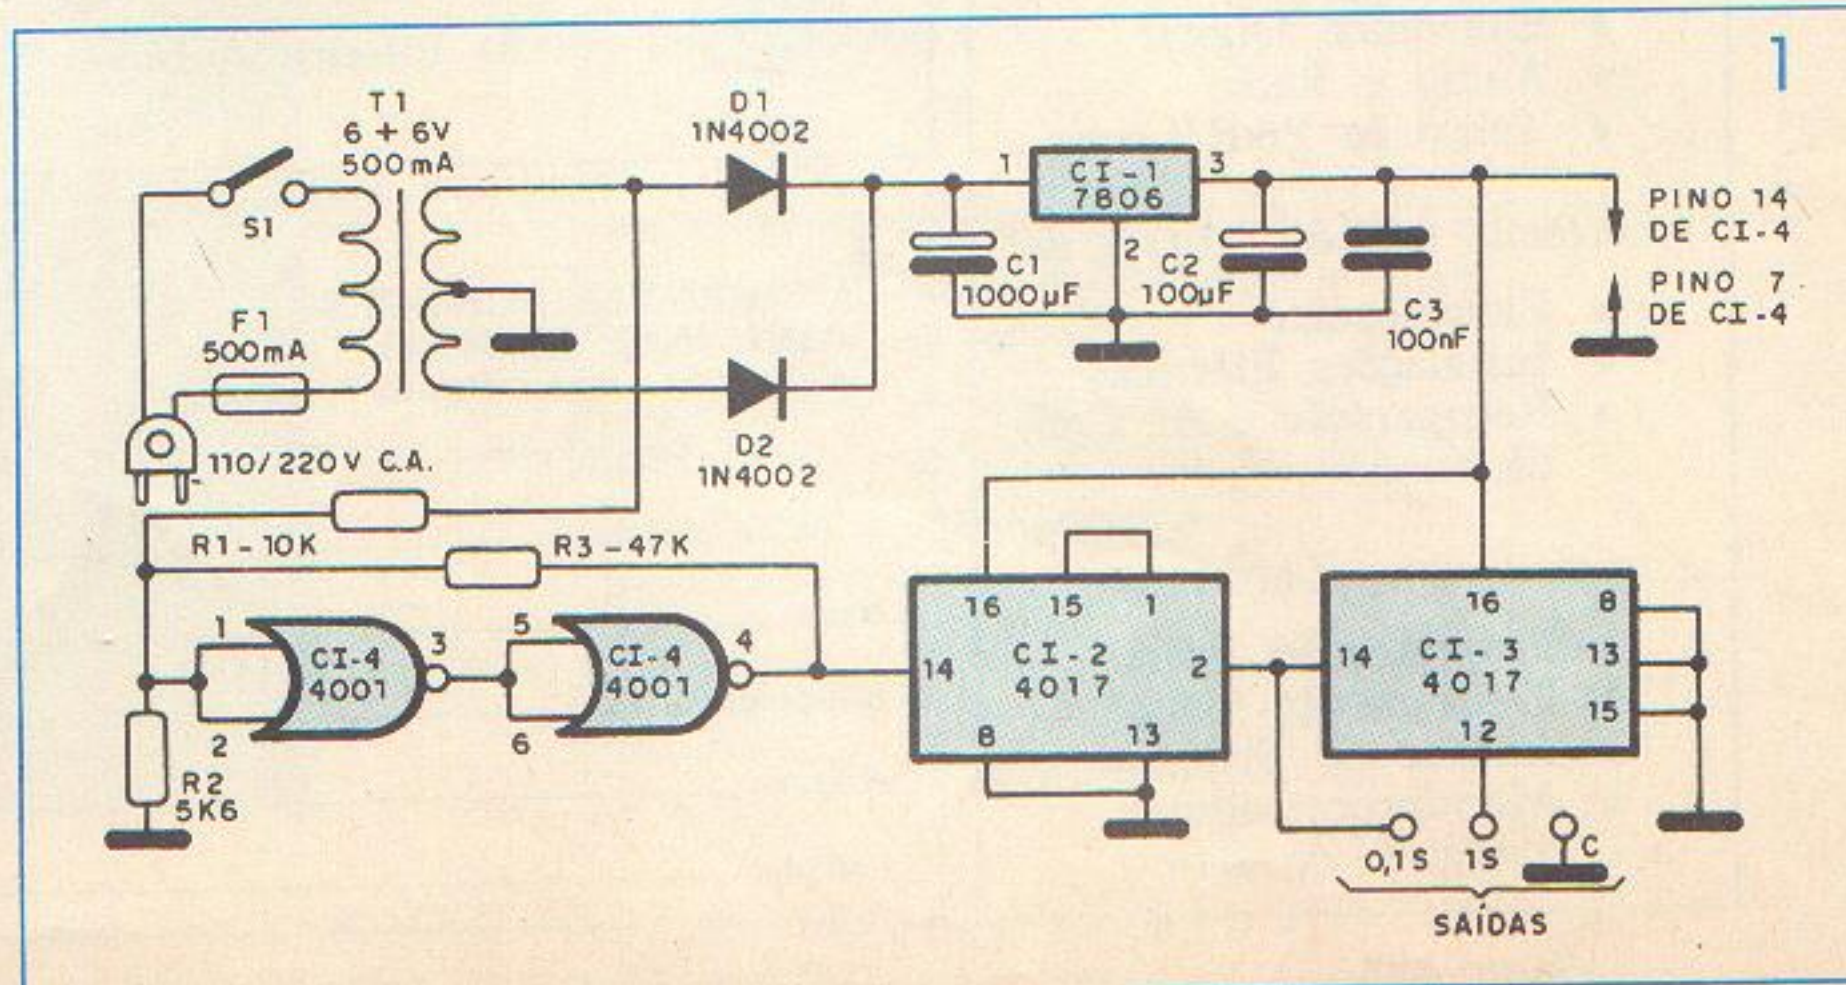 1
T1
6 + 6V
500mA
D1
1N4002
S1
1
CI-1
7806
3
2
C1
1000µF
C2
100µF
C3
100nF
PINO 14
DE CI-4
PINO 7
DE CI-4
F1
500mA
110/220V C.A.
D2
1N4002
R1-10K
R3-47K
1
2
CI-4
4001
3
5
6
CI-4
4001
4
R2
5K6
16
15
1
14
CI-2
4017
2
8
13
16
8
14
CI-3
4017
13
15
12
0,1S
1S
C
SAÍDAS